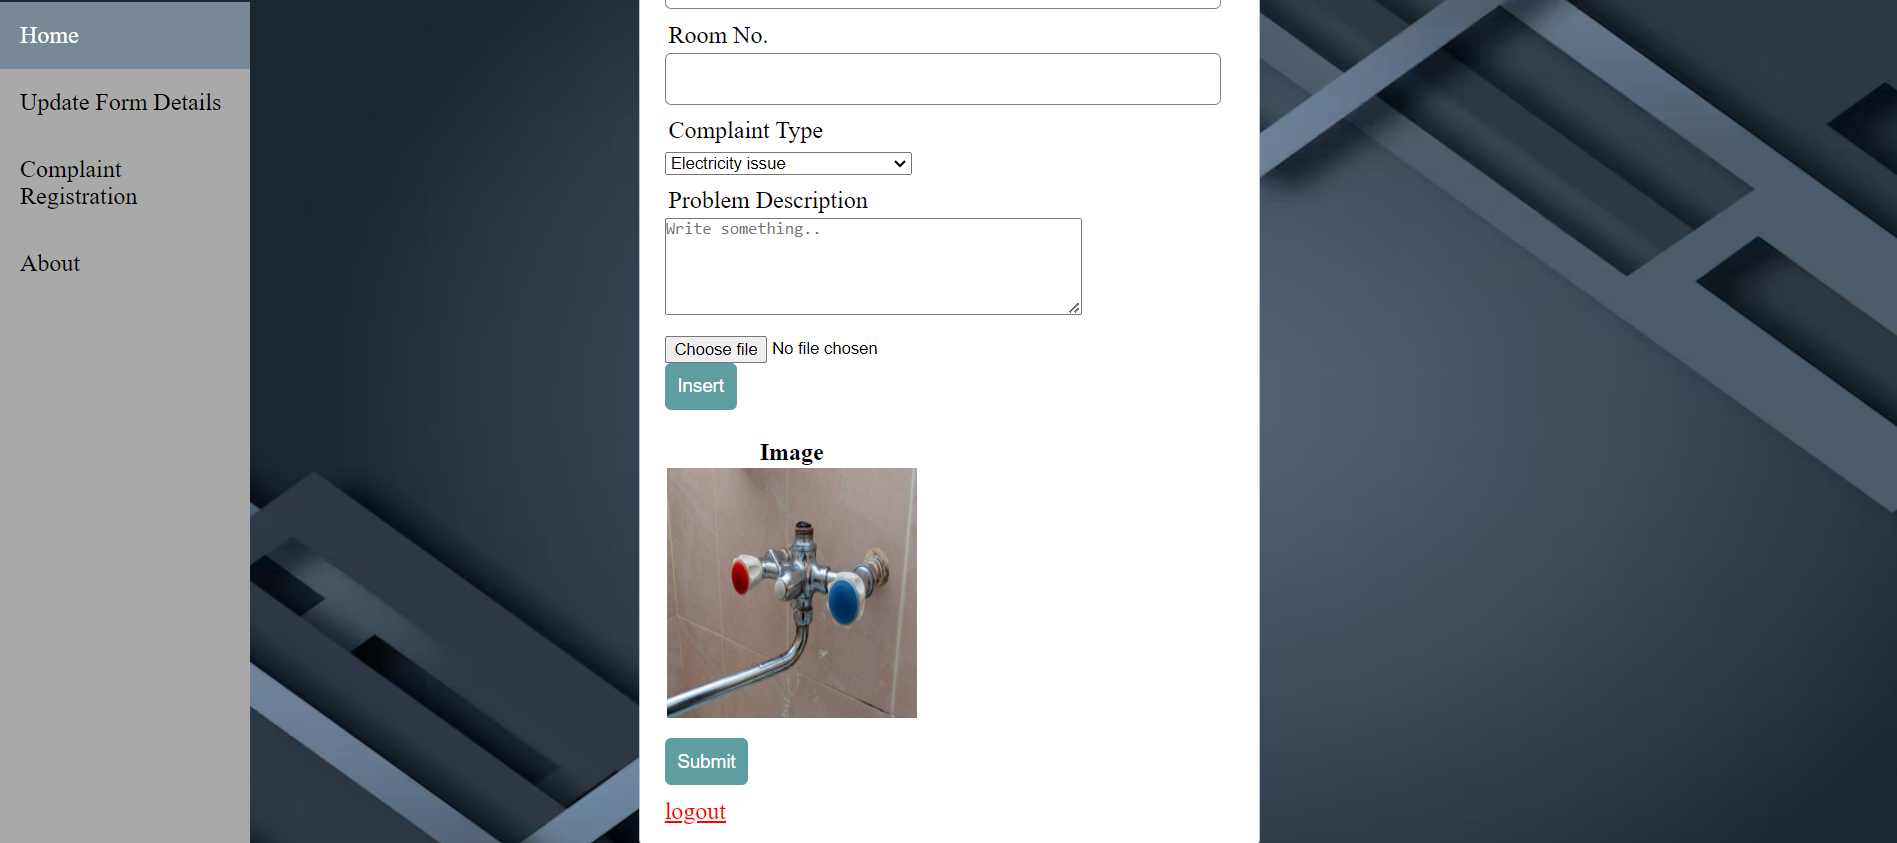 Home
Update Form Details
Complaint
Registration
About
Room No.
Complaint Type
Electricity issue
Problem Description
Write something..
Choose file No file chosen
Insert
Image
Submit
logout